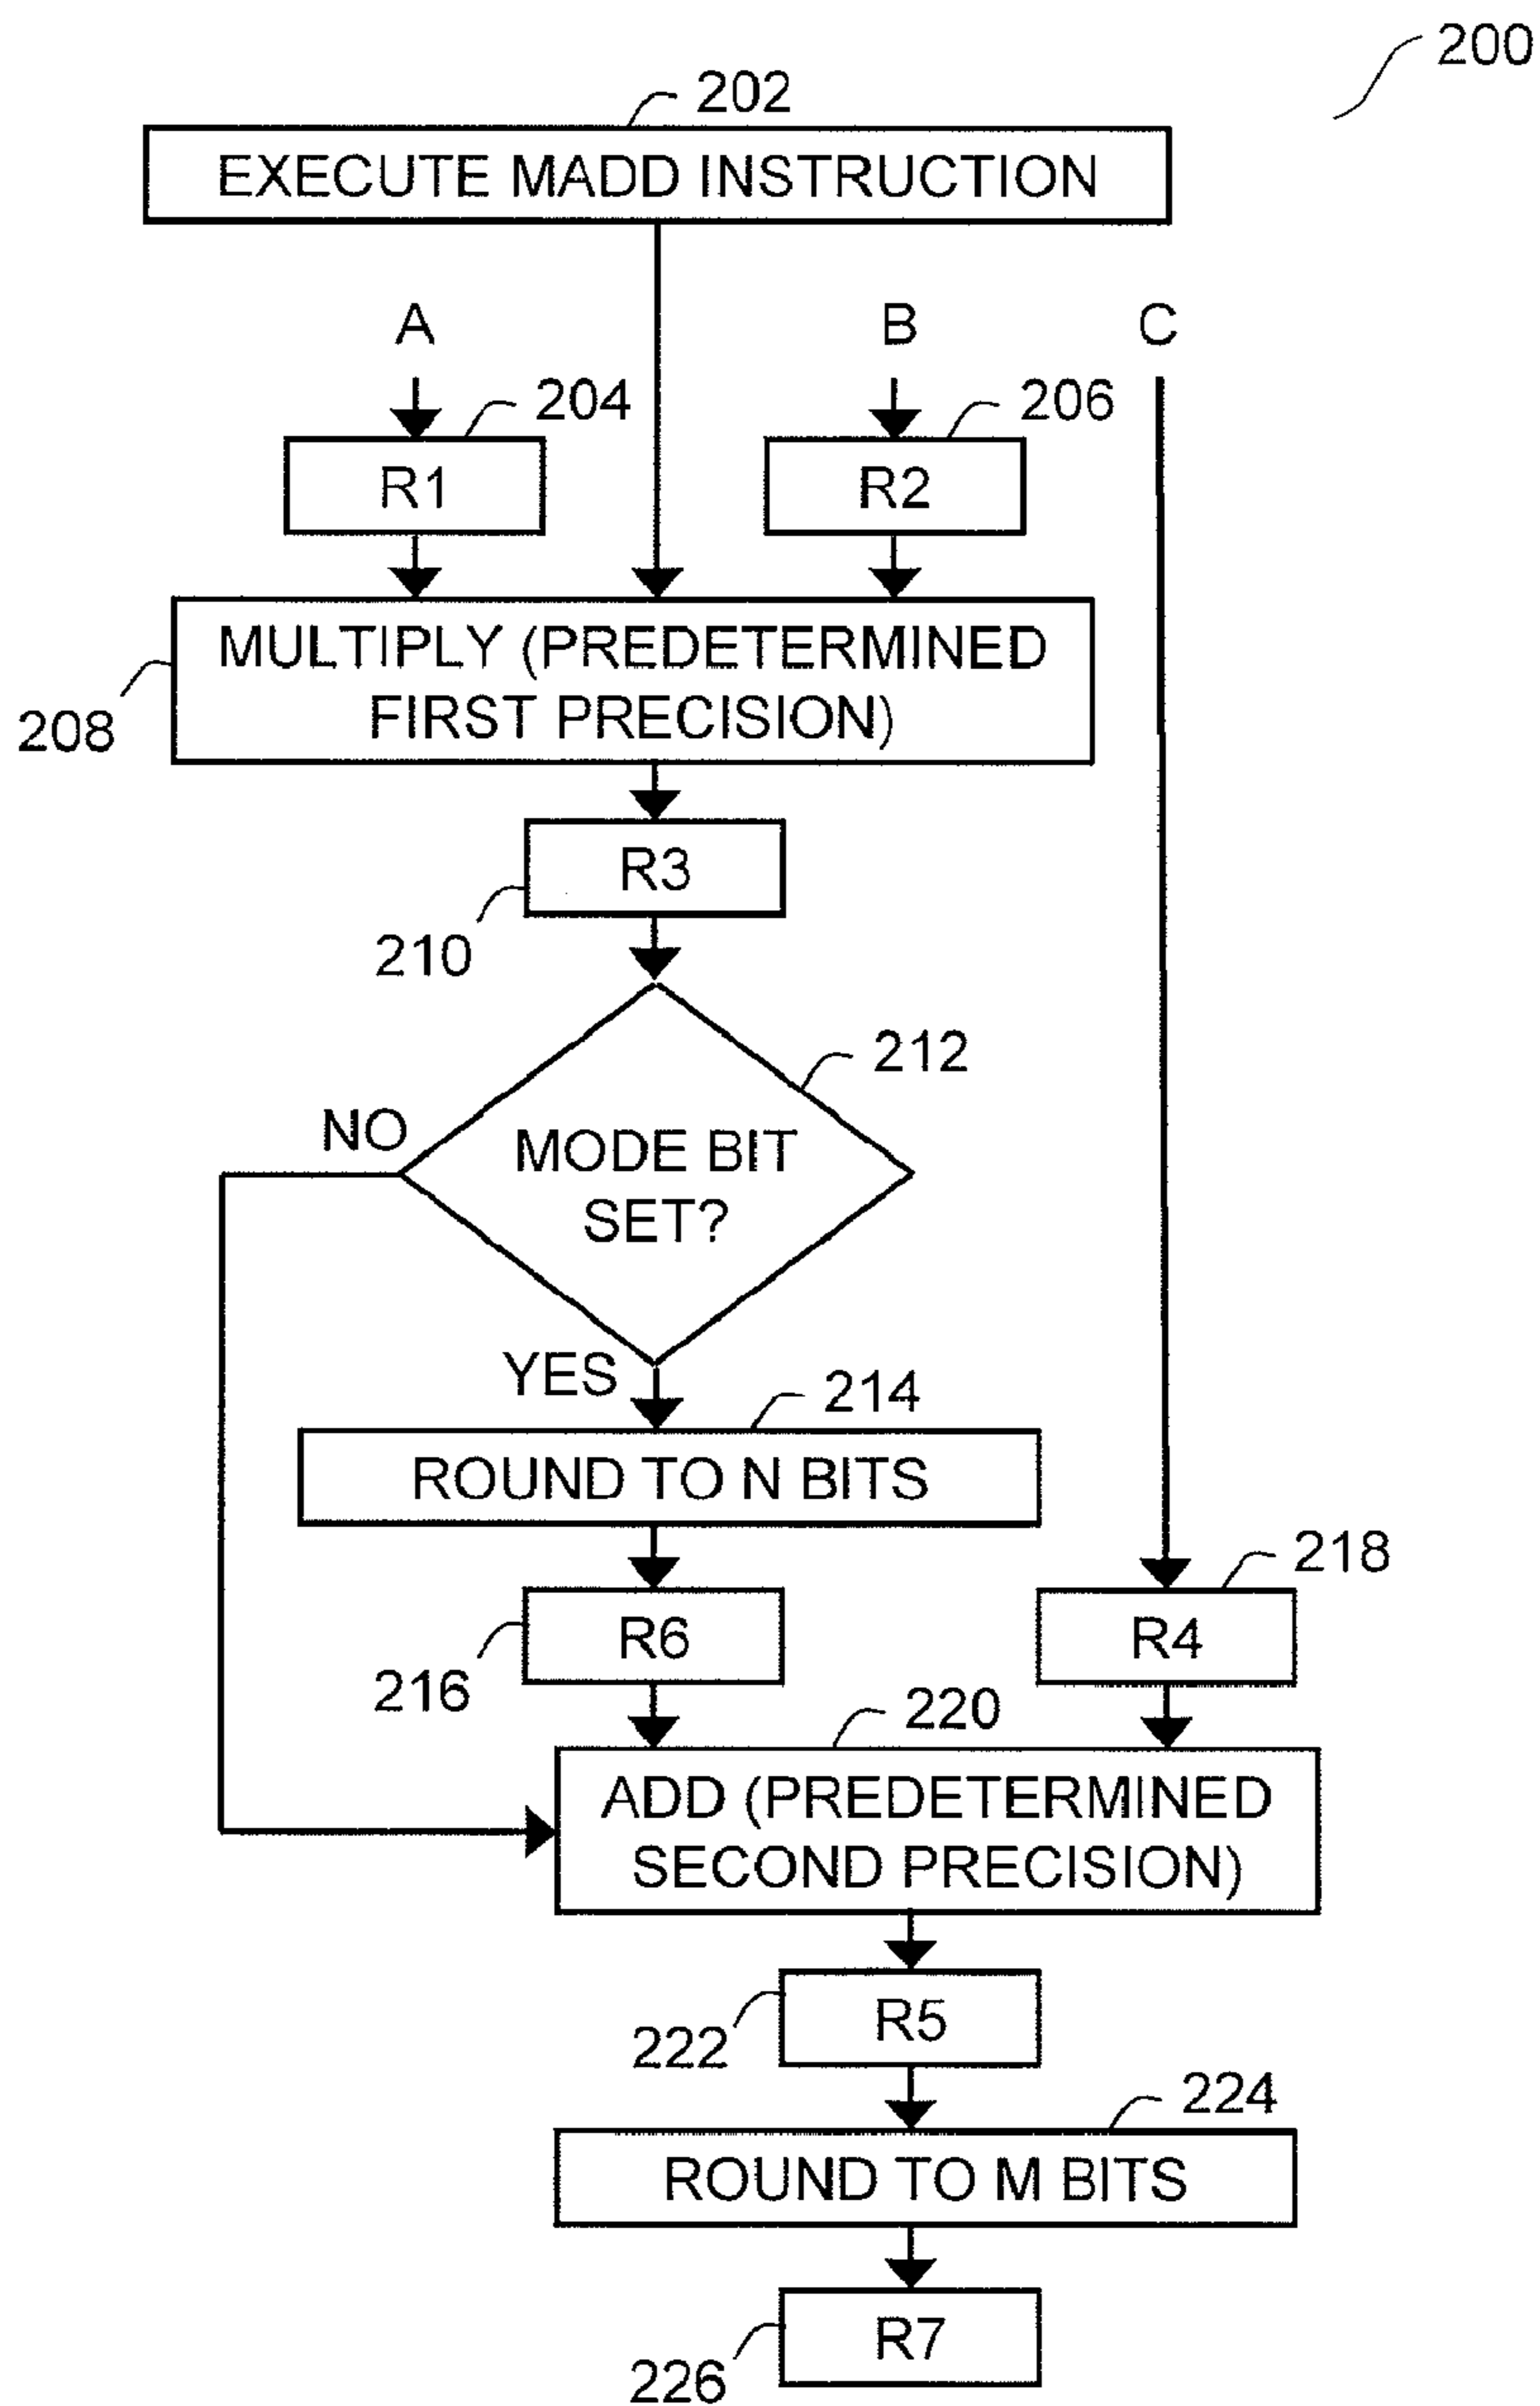 200
202
EXECUTE MADD INSTRUCTION
A
B
C
204
206
R1
R2
MULTIPLY (PREDETERMINED
FIRST PRECISION)
208
R3
210
212
NO
MODE BIT
SET?
YES
214
ROUND TO N BITS
218
R6
R4
216
220
ADD (PREDETERMINED
SECOND PRECISION)
R5
222
224
ROUND TO M BITS
R7
226